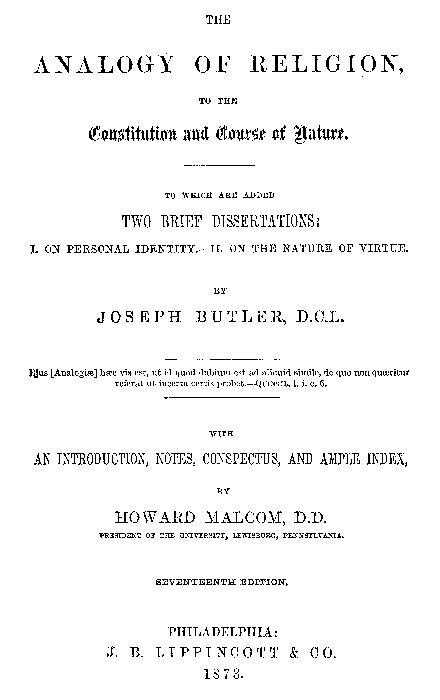 THE
ANALOGY OF RELIGION,
TO THE
Constitution and Course of Nature.
TO WHICH ARE ADDED
TWO BRIEF DISSERTATIONS:
I. ON PERSONAL IDENTITY.—II. ON THE NATURE OF VIRTUE.
BY
JOSEPH BUTLER, D.C.L.
Ejus [Analogiæ] hæc vis est, ut id quod dubium est ad aliquid simile, de quo non quæritur
referat ut incerta certis probet.—QUINCT. l. i. c. 6.
WITH
AN INTRODUCTION, NOTES, CONSPECTUS, AND AMPLE INDEX,
BY
HOWARD MALCOM, D.D.
PRESIDENT OF THE UNIVERSITY, LEWISBURG, PENNSYLVANIA.
SEVENTEENTH EDITION.
PHILADELPHIA:
J. B. LIPPINCOTT & CO.
1873.